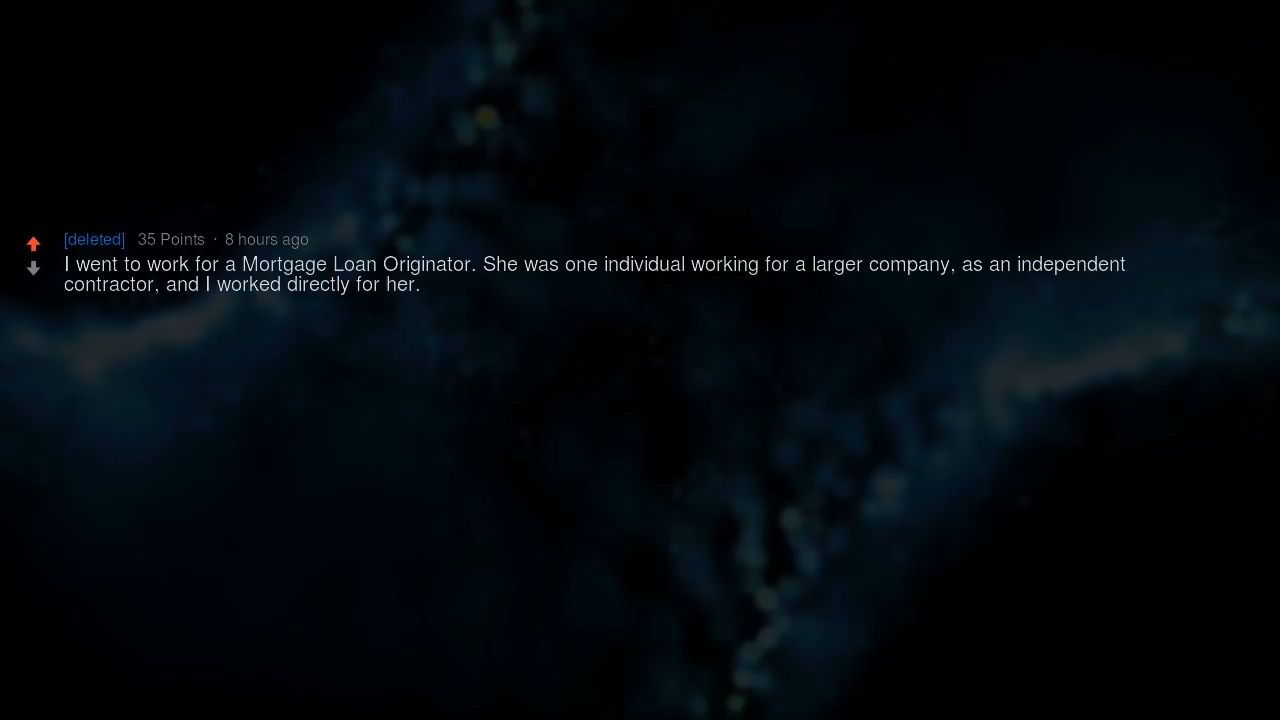 [deleted] 35 Points · 8 hours ago
I went to work for a Mortgage Loan Originator. She was one individual working for a larger company, as an independent
contractor, and I worked directly for her.